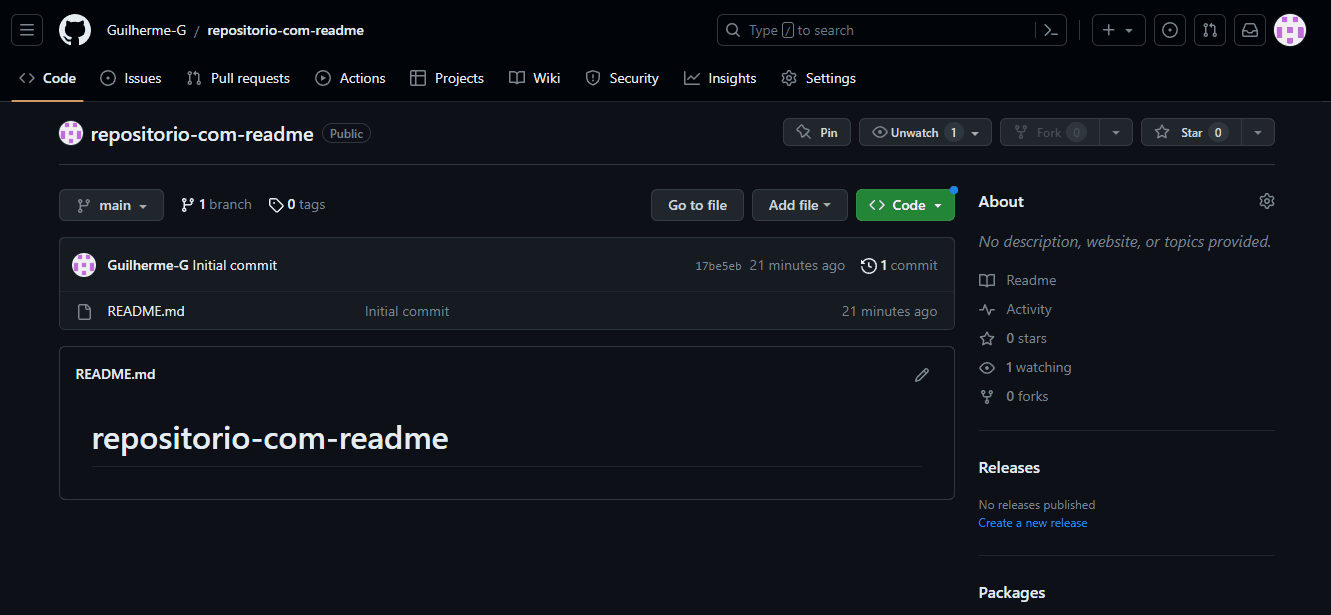 Guilherme-G / repositorio-com-readme Type / to search
Code Issues Pull requests Actions Projects Wiki Security Insights Settings
repositorio-com-readme Public Pin Unwatch 1 Fork 0 Star 0
main 1 branch 0 tags Go to file Add file Code
About
No description, website, or topics provided.
Guilherme-G Initial commit 17be5eb 21 minutes ago 1 commit
README.md Initial commit 21 minutes ago
Readme
Activity
0 stars
1 watching
0 forks
README.md
repositorio-com-readme
Releases
No releases published
Create a new release
Packages